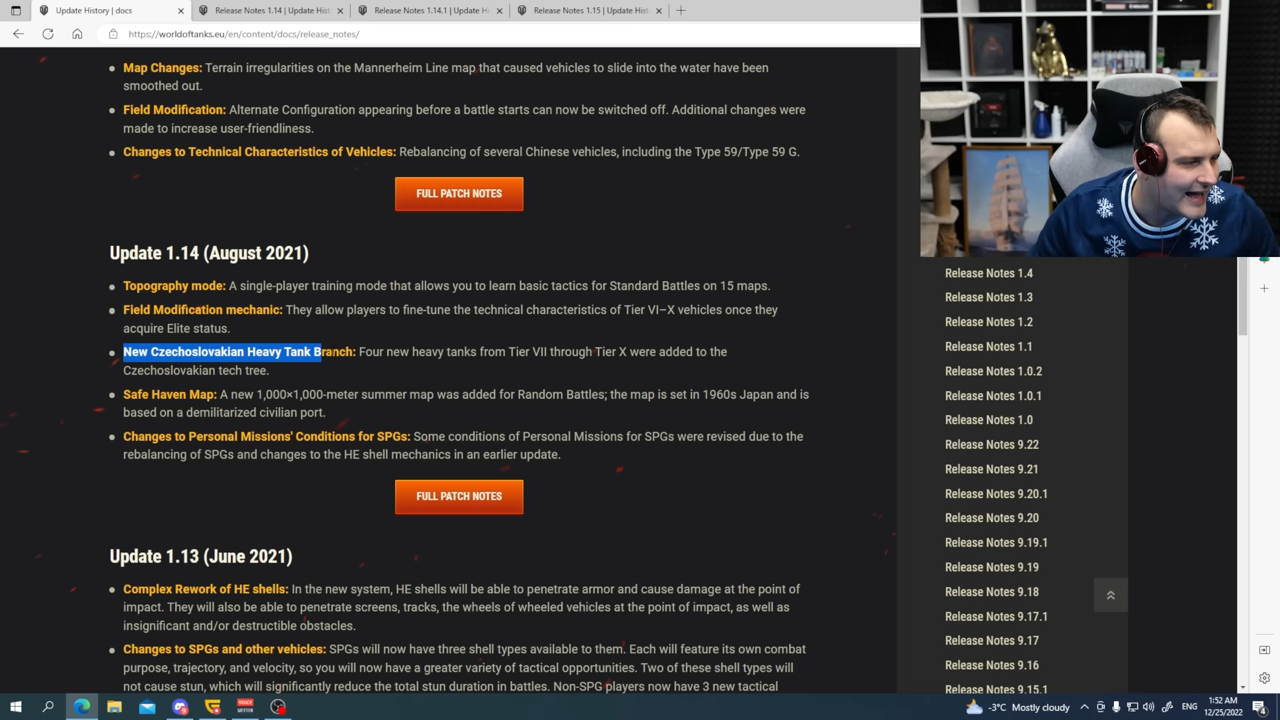 Update History | docs
Release Notes 1.14 | Update Hist
Release Notes 1.14.1 | Update H
Release Notes 1.15 | Update Hist
https://worldoftanks.eu/en/content/docs/release_notes/
Map Changes: Terrain irregularities on the Mannenheim Line map that caused vehicles to slide into the water have been
smoothed out.
Field Modification: Alternate Configuration appearing before a battle starts can now be switched off. Additional changes were
made to increase user-friendliness.
Changes to Technical Characteristics of Vehicles: Rebalancing of several Chinese vehicles, including the Type 59/Type 59 G.
FULL PATCH NOTES
Update 1.14 (August 2021)
Topography mode: A single-player training mode that allows you to learn basic tactics for Standard Battles on 15 maps.
Field Modification mechanic: They allow players to fine-tune the technical characteristics of Tier VI–X vehicles once they
acquire Elite status.
New Czechoslovakian Heavy Tank Branch: Four new heavy tanks from Tier VII through Tier X were added to the
Czechoslovakian tech tree.
Safe Haven Map: A new 1,000×1,000-meter summer map was added for Random Battles; the map is set in 1960s Japan and is
based on a demilitarized civilian port.
Changes to Personal Missions' Conditions for SPGs: Some conditions of Personal Missions for SPGs were revised due to the
rebalancing of SPGs and changes to the HE shell mechanics in an earlier update.
FULL PATCH NOTES
Update 1.13 (June 2021)
Complex Rework of HE shells: In the new system, HE shells will be able to penetrate armor and cause damage at the point of
impact. They will also be able to penetrate screens, tracks, the wheels of wheeled vehicles at the point of impact, as well as
insignificant and/or destructible obstacles.
Changes to SPGs and other vehicles: SPGs will now have three shell types available to them. Each will feature its own combat
purpose, trajectory, and velocity, so you will now have a greater variety of tactical opportunities. Two of these shell types will
not cause stun, which will significantly reduce the total stun duration in battles. Non-SPG players now have 3 new tactical
Release Notes 1.4
Release Notes 1.3
Release Notes 1.2
Release Notes 1.1
Release Notes 1.0.2
Release Notes 1.0.1
Release Notes 1.0
Release Notes 9.22
Release Notes 9.21
Release Notes 9.20.1
Release Notes 9.20
Release Notes 9.19.1
Release Notes 9.19
Release Notes 9.18
Release Notes 9.17.1
Release Notes 9.17
Release Notes 9.16
Release Notes 9.15.1
-3°C Mostly cloudy
ENG
1:52 AM
12/25/2022
4